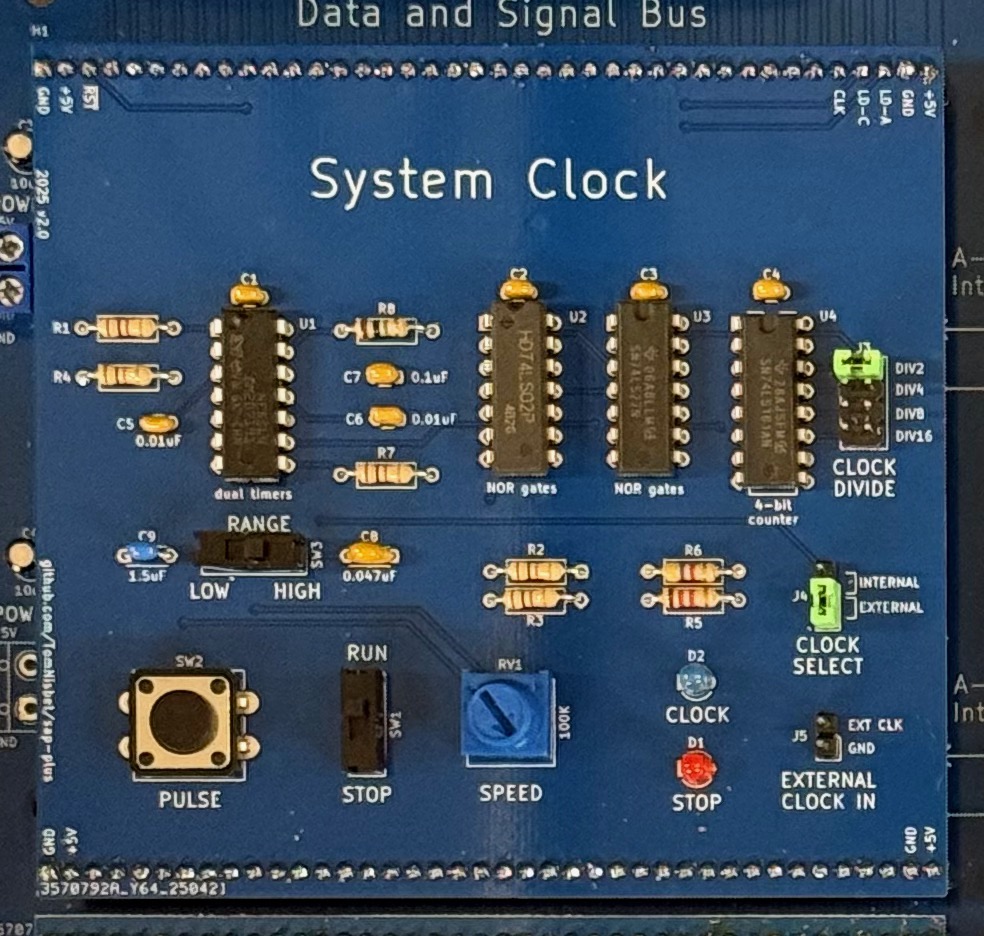 Data and Signal Bus
H1
GND
+5V
RST
CLK
LD-C
LD-A
GND
+5V
2025 v2.0
System Clock
C1
C2
C3
C4
R1
U1
R8
U2
U3
U4
HD74LS02P
DIV2
R4
C7
0.1uF
DIV4
C5
0.01uF
C6
0.01uF
DIV8
DIV16
R7
CLOCK
DIVIDE
dual timers
NOR gates
NOR gates
4-bit
counter
RANGE
C9
1.5uF
SW3
C8
0.047uF
LOW
HIGH
R2
R3
R6
R5
J4
INTERNAL
EXTERNAL
CLOCK
SELECT
github.com/TomNisbet/sap-plus
POW
5V
GND
SW2
RUN
SW1
STOP
PULSE
RV1
100K
SPEED
D2
CLOCK
D1
STOP
J5
EXT CLK
GND
EXTERNAL
CLOCK IN
A
Int
A
Int
GND
+5V
GND
+5V
3570792A_Y64_250421